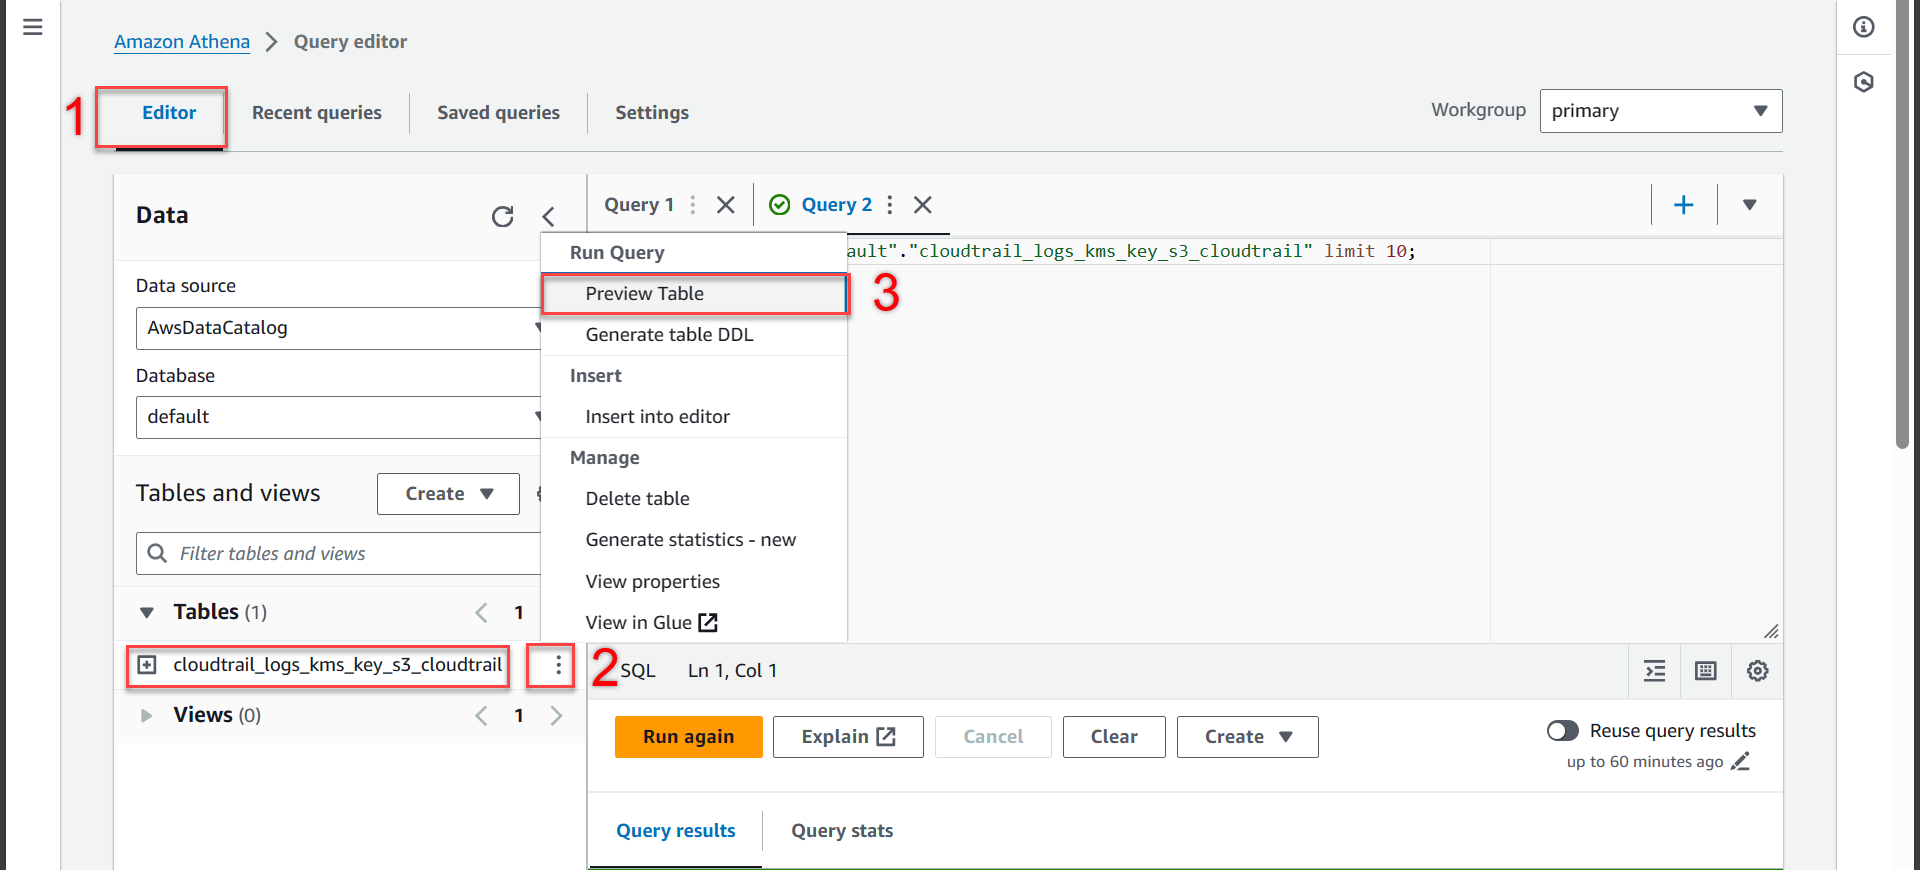 Amazon Athena > Query editor
1
Editor
Recent queries
Saved queries
Settings
Workgroup
primary
Data
Data source
AwsDataCatalog
Database
default
Tables and views
Create
Filter tables and views
Tables (1)
1
cloudtrail_logs_kms_key_s3_cloudtrail
2
Views (0)
1
Query 1
Query 2
ault"."cloudtrail_logs_kms_key_s3_cloudtrail" limit 10;
Run Query
Preview Table
3
Generate table DDL
Insert
Insert into editor
Manage
Delete table
Generate statistics - new
View properties
View in Glue
SQL
Ln 1, Col 1
Run again
Explain
Cancel
Clear
Create
Reuse query results
up to 60 minutes ago
Query results
Query stats